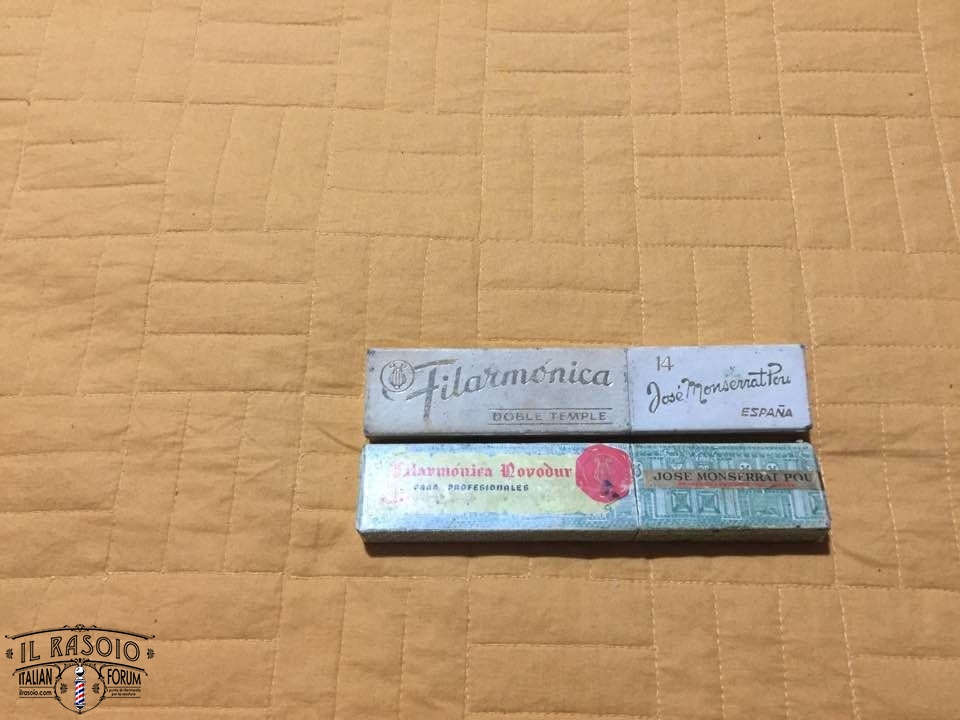 Filarmónica
DOBLE TEMPLE
14
José Monserrat Pou
ESPAÑA
Filarmónica Novodur
PARA PROFESIONALES
JOSE MONSERRAT POU
IL RASOIO
ITALIAN FORUM
ilrasoio.com